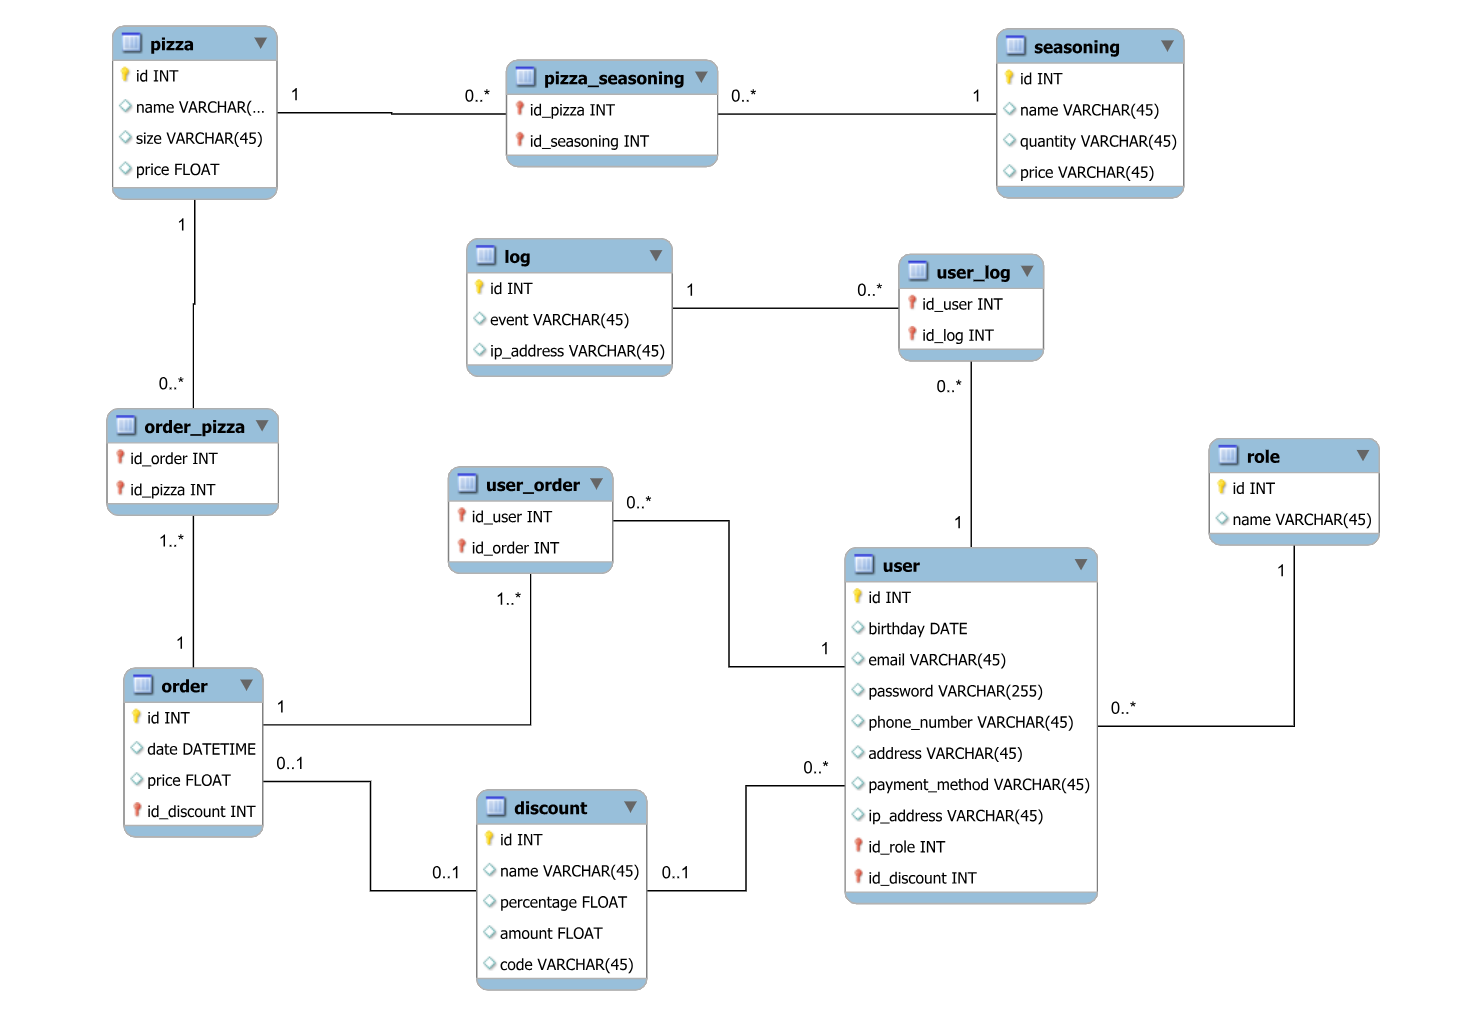 pizza
id INT
name VARCHAR(...
size VARCHAR(45)
price FLOAT
1
0..*
pizza_seasoning
id_pizza INT
id_seasoning INT
0..*
1
seasoning
id INT
name VARCHAR(45)
quantity VARCHAR(45)
price VARCHAR(45)
1
0..*
log
id INT
event VARCHAR(45)
ip_address VARCHAR(45)
1
0..*
user_log
id_user INT
id_log INT
0..*
1
order_pizza
id_order INT
id_pizza INT
1..*
1
user_order
id_user INT
id_order INT
0..*
1..*
1
role
id INT
name VARCHAR(45)
1
0..*
user
id INT
birthday DATE
email VARCHAR(45)
password VARCHAR(255)
phone_number VARCHAR(45)
address VARCHAR(45)
payment_method VARCHAR(45)
ip_address VARCHAR(45)
id_role INT
id_discount INT
order
id INT
date DATETIME
price FLOAT
id_discount INT
1
0..1
0..1
discount
id INT
name VARCHAR(45)
percentage FLOAT
amount FLOAT
code VARCHAR(45)
0..1
0..*